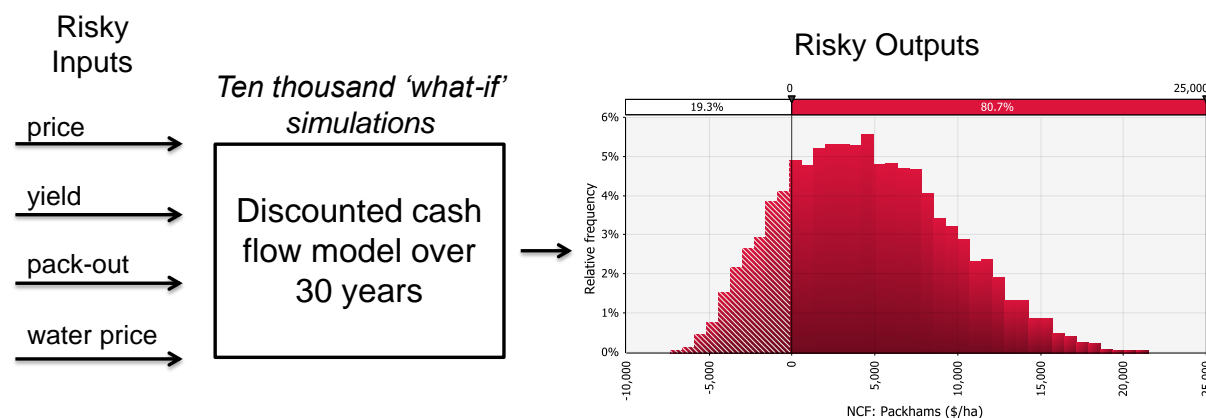 Risky
Inputs
price
yield
pack-out
water price
Ten thousand ‘what-if’
simulations
Discounted cash
flow model over
30 years
Risky Outputs
0
25,000
19.3%
80.7%
6%
5%
4%
3%
2%
1%
0%
Relative frequency
-10,000
-5,000
0
5,000
10,000
15,000
20,000
25,000
NCF: Packhams ($/ha)